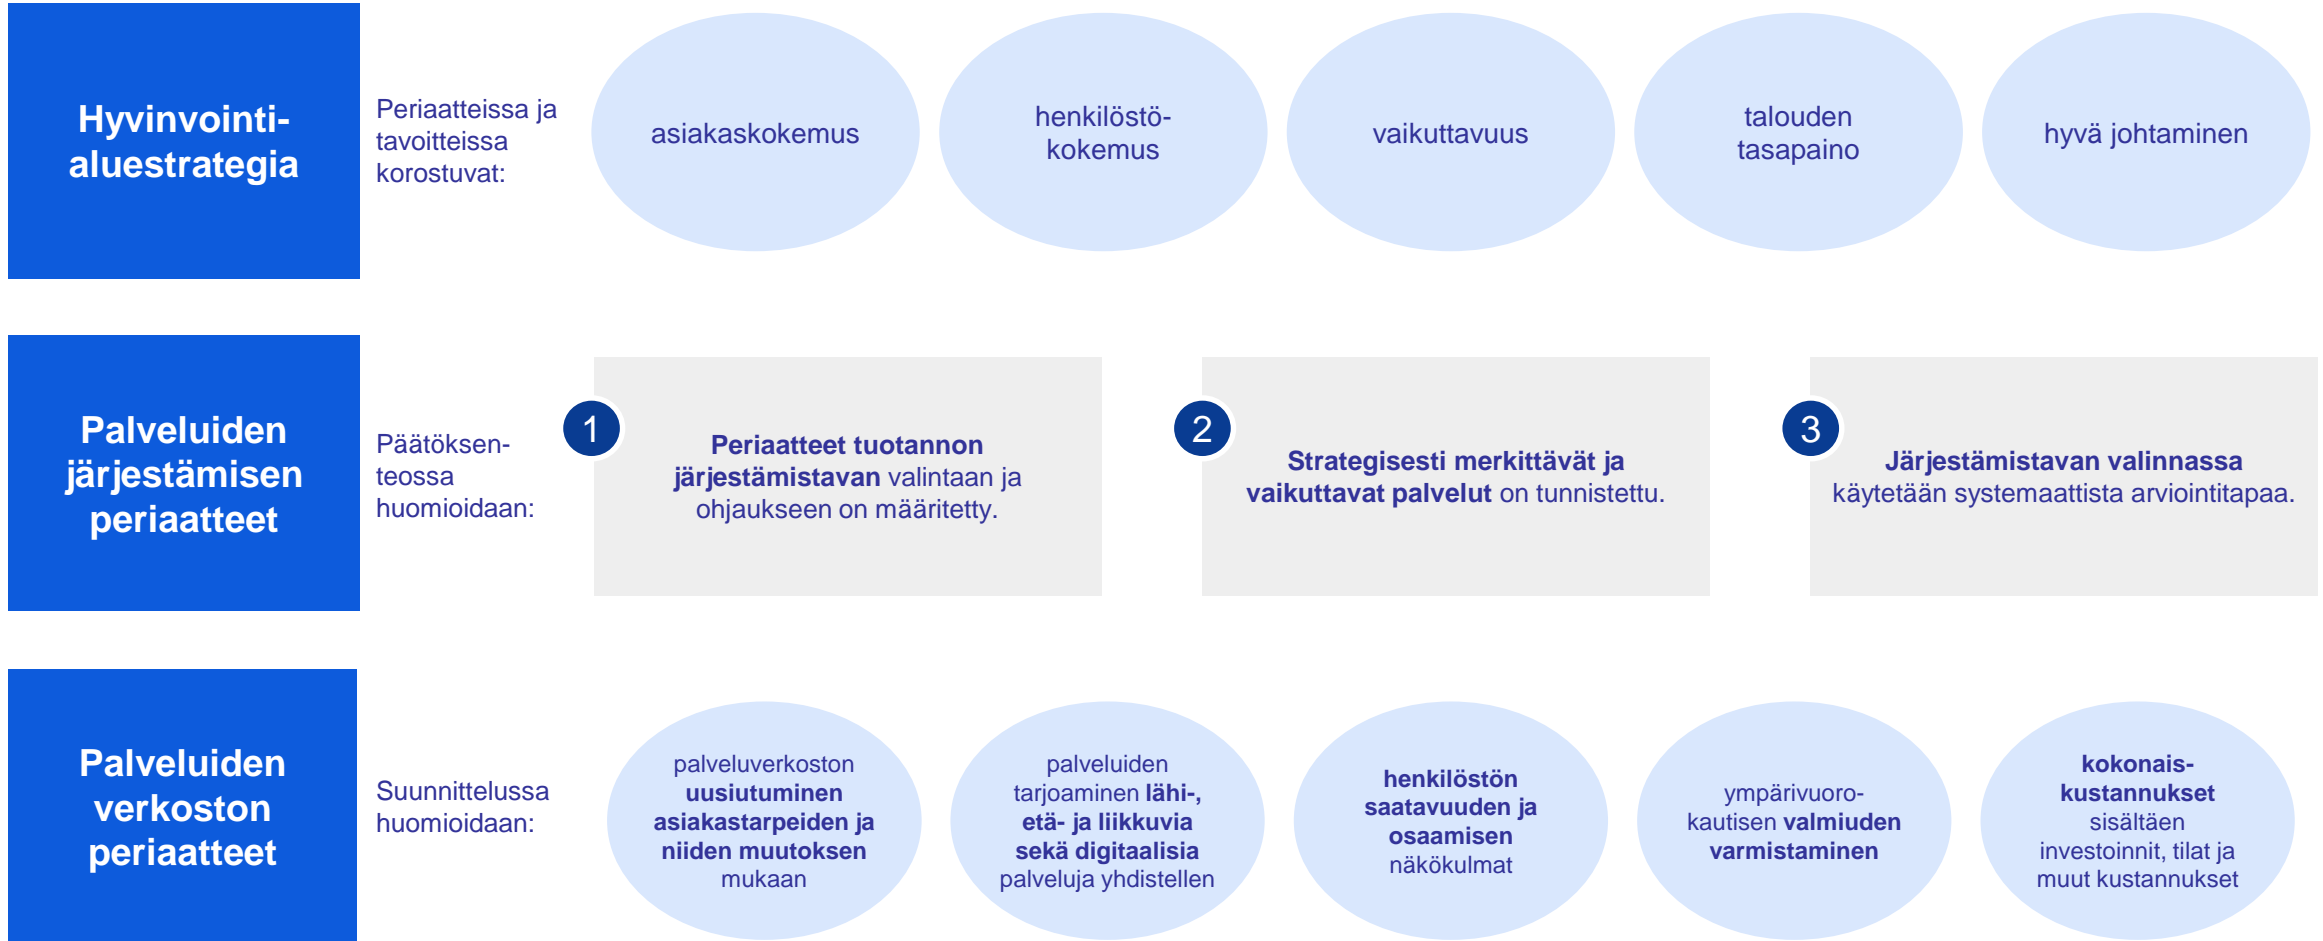 Hyvinvointi-
aluestrategia
Periaatteissa ja
tavoitteissa
korostuvat:
asiakaskokemus
henkilöstö-
kokemus
vaikuttavuus
talouden
tasapaino
hyvä johtaminen
Palveluiden
järjestämisen
periaatteet
Päätöksen-
teossa
huomioidaan:
1
Periaatteet tuotannon
järjestämistavan valintaan ja
ohjaukseen on määritetty.
2
Strategisesti merkittävät ja
vaikuttavat palvelut on tunnistettu.
3
Järjestämistavan valinnassa
käytetään systemaattista arviointitapaa.
Palveluiden
verkoston
periaatteet
Suunnittelussa
huomioidaan:
palveluverkoston
uusiutuminen
asiakastarpeiden ja
niiden muutoksen
mukaan
palveluiden
tarjoaminen lähi-,
etä- ja liikkuvia
sekä digitaalisia
palveluja yhdistellen
henkilöstön
saatavuuden ja
osaamisen
näkökulmat
ympärivuoro-
kautisen valmiuden
varmistaminen
kokonais-
kustannukset
sisältäen
investoinnit, tilat ja
muut kustannukset